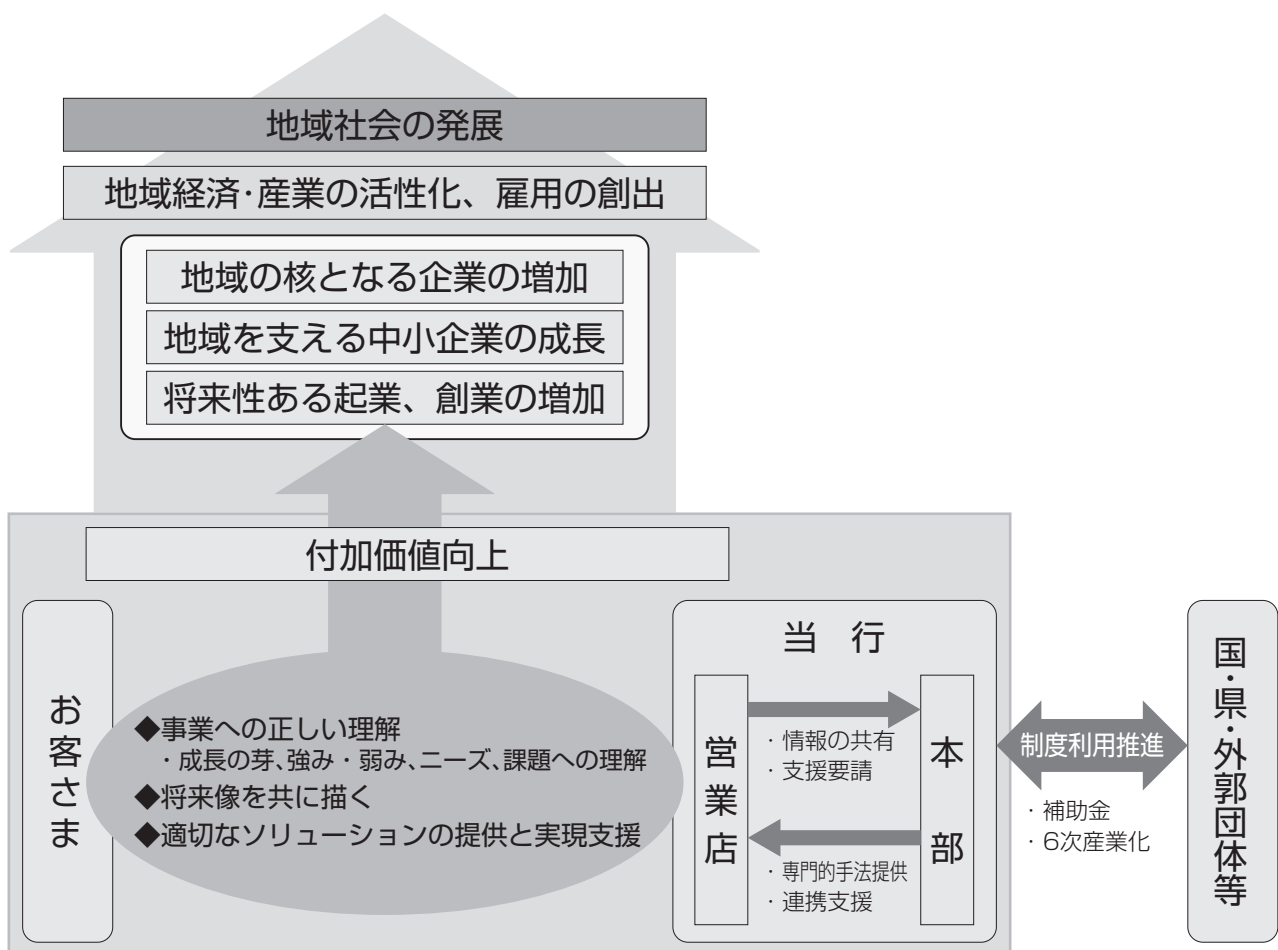 地域社会の発展
地域経済・産業の活性化、雇用の創出
地域の核となる企業の増加
地域を支える中小企業の成長
将来性ある起業、創業の増加
付加価値向上
お客さま
◆事業への正しい理解
・成長の芽、強み・弱み、ニーズ、課題への理解
◆将来像を共に描く
◆適切なソリューションの提供と実現支援
当 行
営業店
・情報の共有
・支援要請
・専門的手法提供
・連携支援
本部
制度利用推進
・補助金
・6次産業化
国・県・外郭団体等